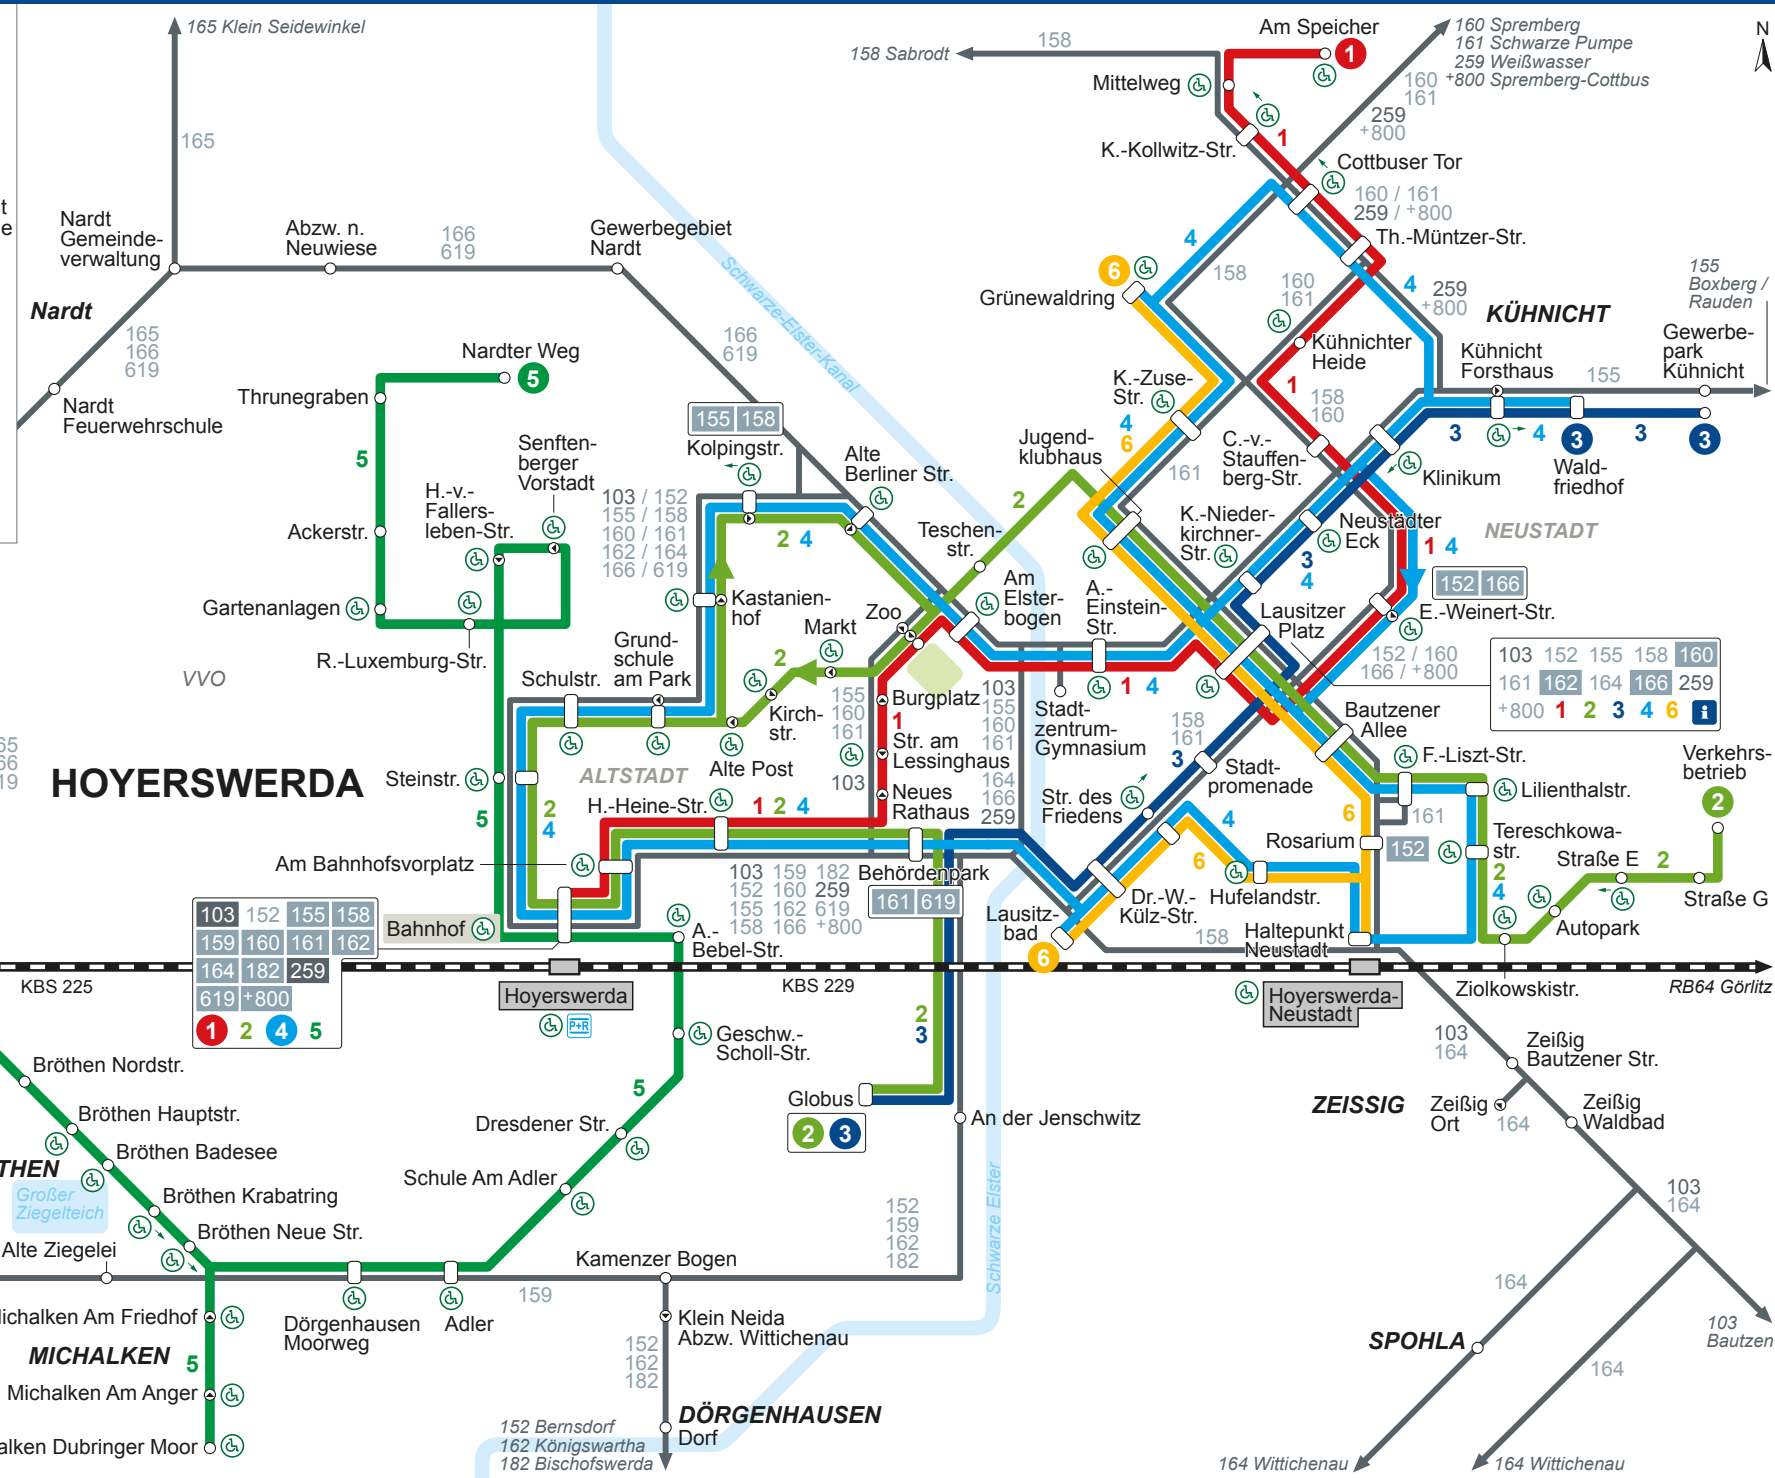 165 Klein Seidewinkel
158 Sabrodt
158
Am Speicher
1
160 Spremberg
161 Schwarze Pumpe
259 Weißwasser
+800 Spremberg-Cottbus
N
Mittelweg
160
161
259
+800
165
K.-Kollwitz-Str.
1
Cottbuser Tor
160 / 161
259 / +800
Th.-Müntzer-Str.
Nardt
Gemeinde-
verwaltung
Abzw. n.
Neuwiese
166
619
Gewerbegebiet
Nardt
Schwarze-Elster-Kanal
4
158
6
Grünewaldring
160
161
4
259
+800
KÜHNICHT
155
Boxberg /
Rauden
Nardt
165
166
619
166
619
Kühnichter
Heide
Kühnicht
Forsthaus
155
Gewerbe-
park
Kühnicht
Nardter Weg
5
Thrunegraben
Nardt
Feuerwehrschule
K.-Zuse-
Str.
4
6
1
158
160
155 158
Kolpingstr.
3
4
3
3
3
Wald-
friedhof
Senften-
berger
Vorstadt
Alte
Berliner Str.
Jugend-
klubhaus
C.-v.-
Stauffen-
berg-Str.
161
Klinikum
5
H.-v.-
Fallers-
leben-Str.
103 / 152
155 / 158
160 / 161
162 / 164
166 / 619
2
2 4
Teschen-
str.
K.-Nieder-
kirchner-
Str.
Neustädter
Eck
NEUSTADT
1 4
Ackerstr.
3
4
152 166
Gartenanlagen
Kastanien-
hof
Zoo
Am
Elster-
bogen
A.-
Einstein-
Str.
Lausitzer
Platz
E.-Weinert-Str.
R.-Luxemburg-Str.
Grund-
schule
am Park
Markt
2
152 / 160
166 / +800
103 152 155 158 160
161 162 164 166 259
+800 1 2 3 4 6 i
VVO
Schulstr.
Kirch-
str.
155
160
161
Burgplatz
1
103
155
160
161
Stadt-
zentrum-
Gymnasium
1 4
158
161
3
Bautzener
Allee
Str. am
Lessinghaus
HOYERSWERDA
Steinstr.
ALTSTADT
Alte Post
103
164
166
259
Stadt-
promenade
F.-Liszt-Str.
Verkehrs-
betrieb
2
5
2
4
H.-Heine-Str.
1 2 4
Neues
Rathaus
Str. des
Friedens
4
6
161
Lilienthalstr.
Rosarium
152
Tereschkowa-
str.
2
4
Straße E
2
Am Bahnhofsvorplatz
103 159 182
152 160 259
155 162 619
158 166 +800
Behördenpark
161 619
6
Dr.-W.-
Külz-Str.
Hufelandstr.
Straße G
Autopark
103 152 155 158
159 160 161 162
164 182 259
619 +800
1 2 4 5
Bahnhof
A.-
Bebel-Str.
Lausitz-
bad
6
158
Haltepunkt
Neustadt
KBS 225
Hoyerswerda
P+R
KBS 229
Hoyerswerda-
Neustadt
Ziolkowskistr.
RB64 Görlitz
2
3
Geschw.-
Scholl-Str.
103
164
Zeißig
Bautzener Str.
Bröthen Nordstr.
5
Globus
2 3
An der Jenschwitz
ZEISSIG
Zeißig
Ort
164
Zeißig
Waldbad
Bröthen Hauptstr.
Dresdener Str.
Bröthen Badesee
THEN
Schule Am Adler
Großer
Ziegelteich
Bröthen Krabatring
Bröthen Neue Str.
Schwarze Elster
152
159
162
182
103
164
Alte Ziegelei
Kamenzer Bogen
159
164
Michalken Am Friedhof
Dörgenhausen
Moorweg
Adler
Klein Neida
Abzw. Wittichenau
103
Bautzen
MICHALKEN
5
152
162
182
SPOHLA
164
Michalken Am Anger
DÖRGENHAUSEN
Dorf
152 Bernsdorf
162 Königswartha
182 Bischofswerda
alken Dubringer Moor
164 Wittichenau
164 Wittichenau